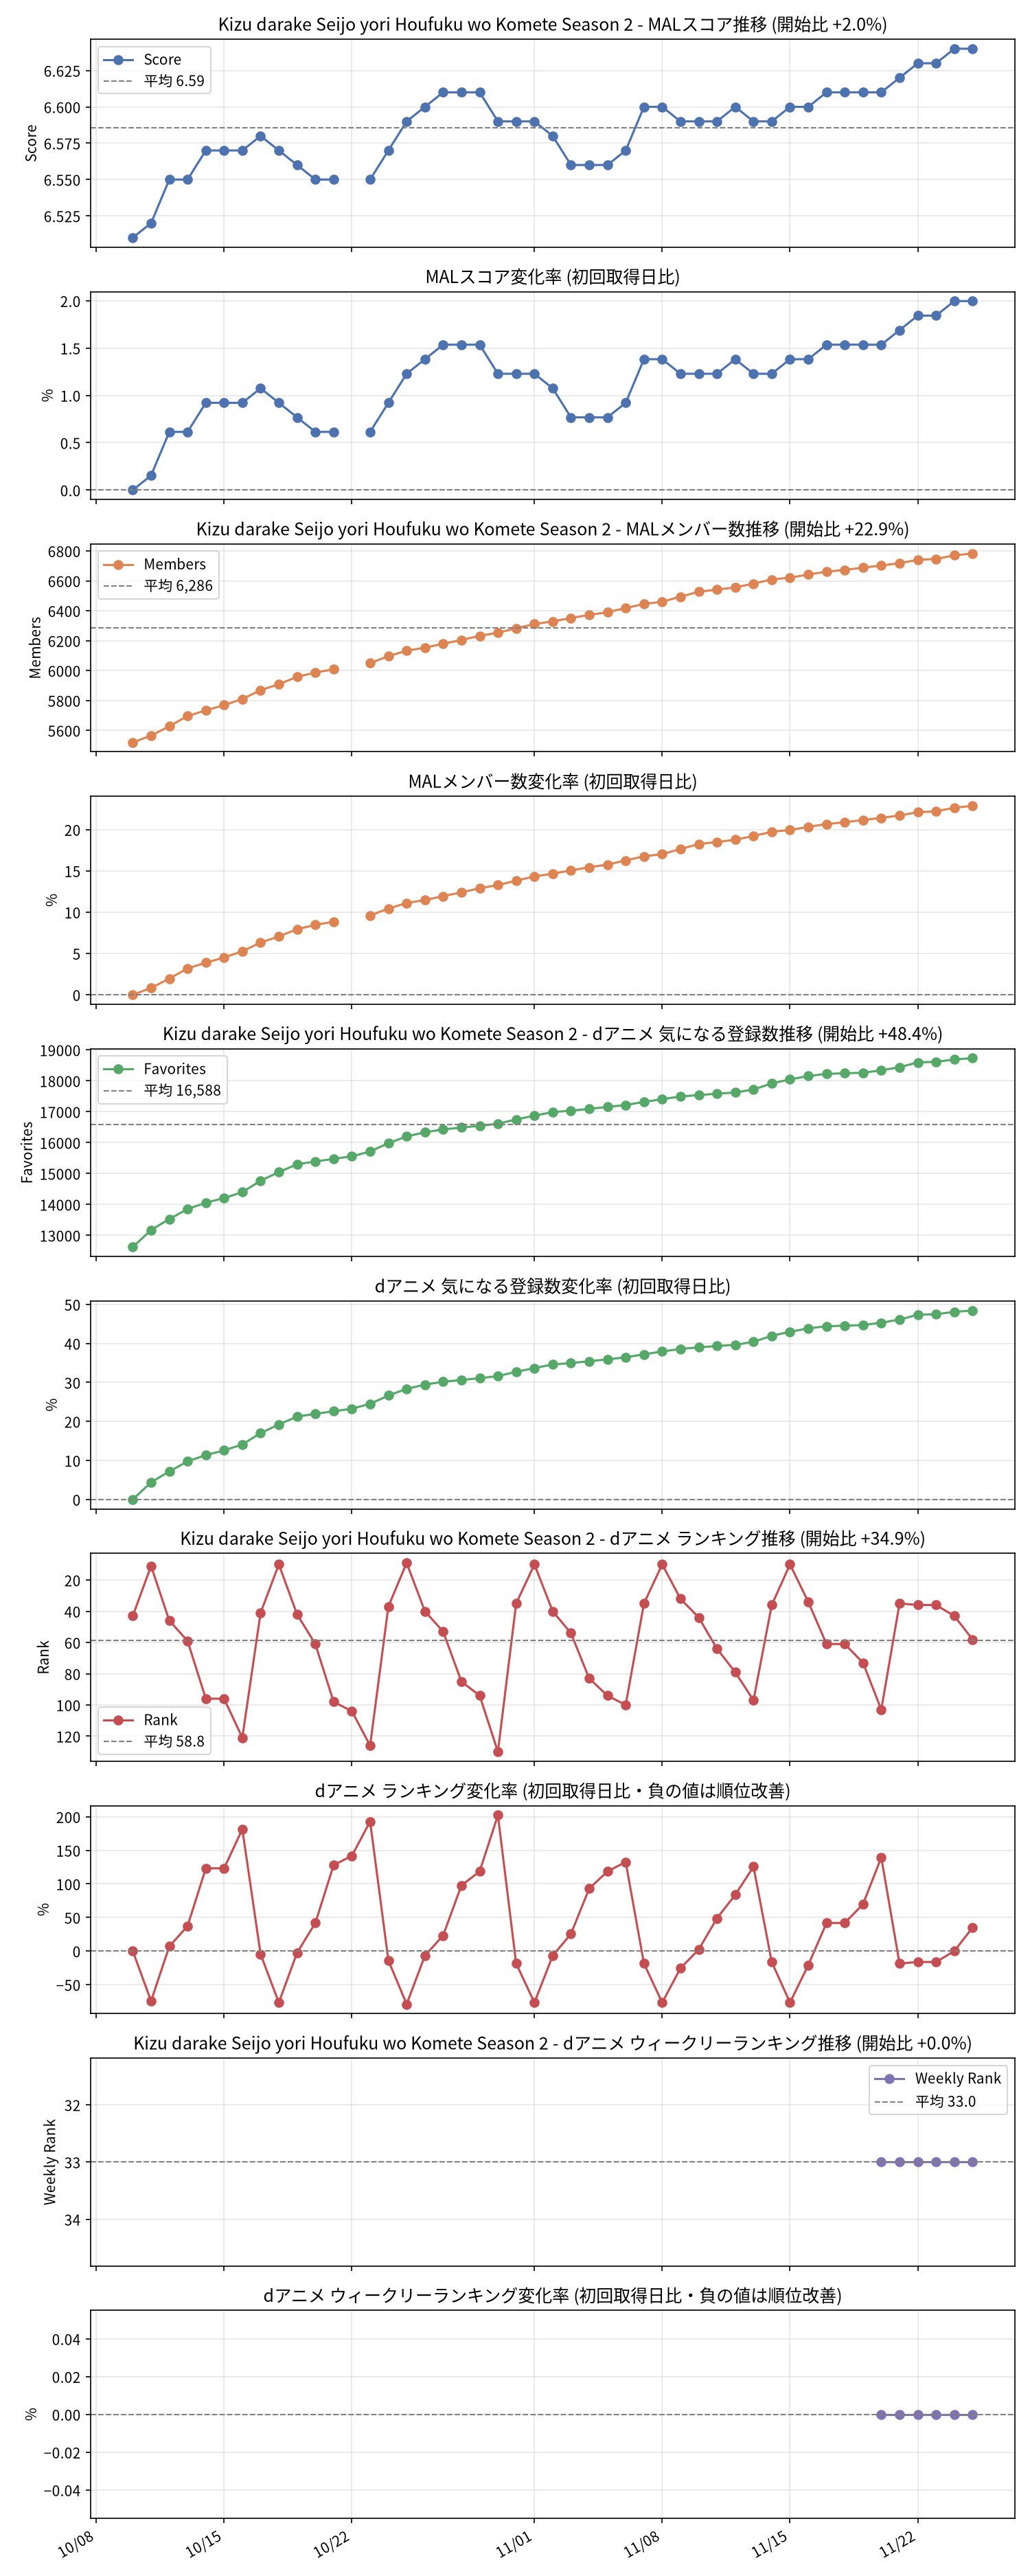 Kizu darake Seijo yori Houfuku wo Komete Season 2 - MALスコア推移 (開始比 +2.0%)
Score
平均 6.59
Score
6.625
6.600
6.575
6.550
6.525
MALスコア変化率 (初回取得日比)
%
2.0
1.5
1.0
0.5
0.0
Kizu darake Seijo yori Houfuku wo Komete Season 2 - MALメンバー数推移 (開始比 +22.9%)
Members
平均 6,286
Members
6800
6600
6400
6200
6000
5800
5600
MALメンバー数変化率 (初回取得日比)
%
20
15
10
5
0
Kizu darake Seijo yori Houfuku wo Komete Season 2 - dアニメ 気になる登録数推移 (開始比 +48.4%)
Favorites
平均 16,588
Favorites
19000
18000
17000
16000
15000
14000
13000
dアニメ 気になる登録数変化率 (初回取得日比)
%
50
40
30
20
10
0
Kizu darake Seijo yori Houfuku wo Komete Season 2 - dアニメ ランキング推移 (開始比 +34.9%)
Rank
20
40
60
80
100
120
Rank
平均 58.8
dアニメ ランキング変化率 (初回取得日比・負の値は順位改善)
%
200
150
100
50
0
−50
Kizu darake Seijo yori Houfuku wo Komete Season 2 - dアニメ ウィークリーランキング推移 (開始比 +0.0%)
Weekly Rank
平均 33.0
Weekly Rank
32
33
34
dアニメ ウィークリーランキング変化率 (初回取得日比・負の値は順位改善)
%
0.04
0.02
0.00
−0.02
−0.04
10/08
10/15
10/22
11/01
11/08
11/15
11/22